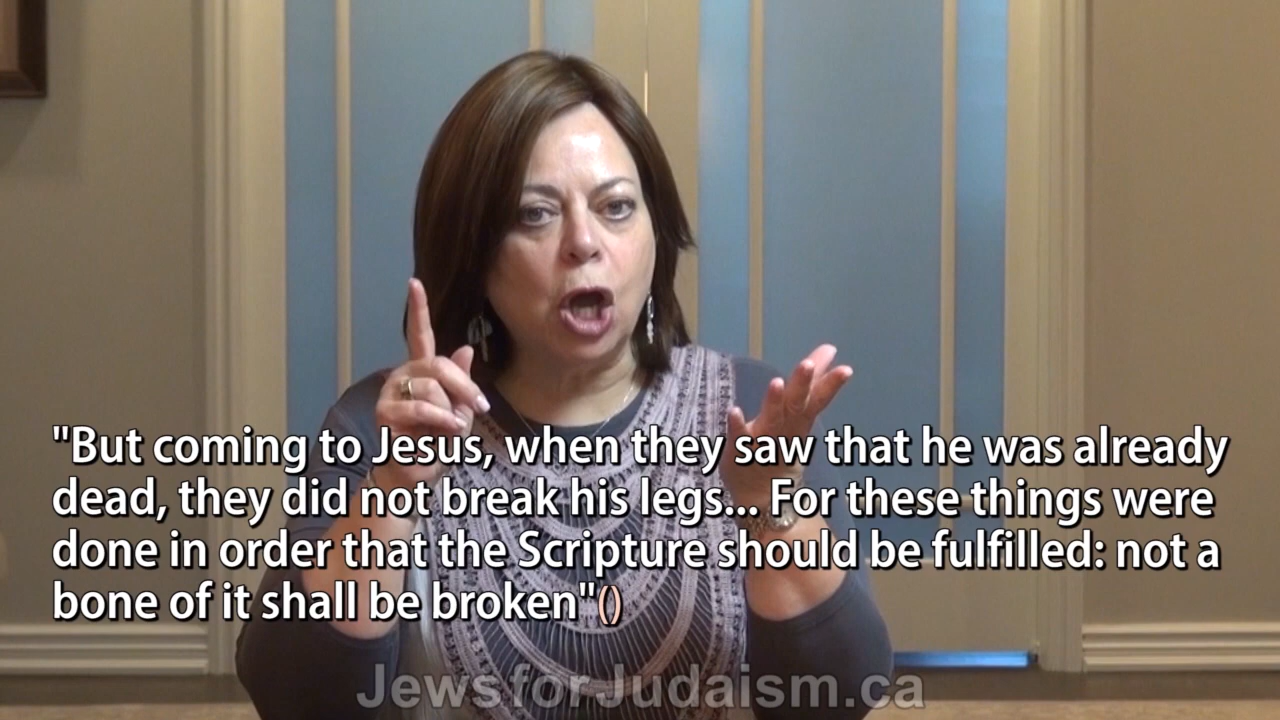 "But coming to Jesus, when they saw that he was already
dead, they did not break his legs... For these things were
done in order that the Scripture should be fulfilled: not a
bone of it shall be broken"()
JewsforJudaism.ca